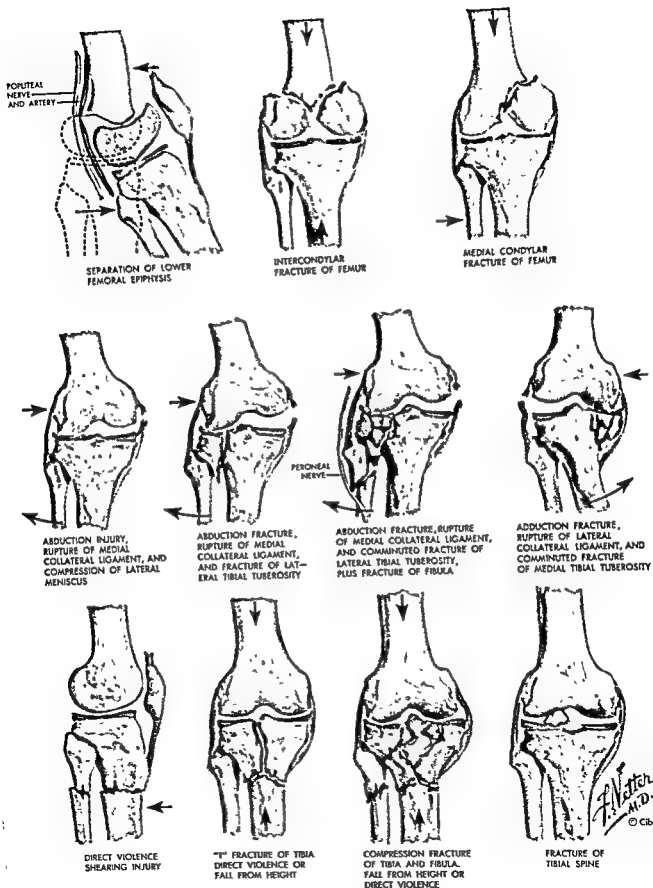 POPLITEAL
NERVE
AND ARTERY
SEPARATION OF LOWER
FEMORAL EPIPHYSIS
INTERCONDYLAR
FRACTURE OF FEMUR
MEDIAL CONDYLAR
FRACTURE OF FEMUR
ABDUCTION INJURY,
RUPTURE OF MEDIAL
COLLATERAL LIGAMENT, AND
COMPRESSION OF LATERAL
MENISCUS
ABDUCTION FRACTURE,
RUPTURE OF MEDIAL
COLLATERAL LIGAMENT,
AND FRACTURE OF LAT-
ERAL TIBIAL TUBEROSITY
PERONEAL
NERVE
ABDUCTION FRACTURE, RUPTURE
OF MEDIAL COLLATERAL LIGAMENT,
AND COMMINUTED FRACTURE OF
LATERAL TIBIAL TUBEROSITY,
PLUS FRACTURE OF FIBULA
ADDUCTION FRACTURE,
RUPTURE OF LATERAL
COLLATERAL LIGAMENT, AND
COMMINUTED FRACTURE
OF MEDIAL TIBIAL TUBEROSITY
DIRECT VIOLENCE
SHEARING INJURY
"T" FRACTURE OF TIBIA
DIRECT VIOLENCE OR
FALL FROM HEIGHT
COMPRESSION FRACTURE
OF TIBIA AND FIBULA.
FALL FROM HEIGHT OR
DIRECT VIOLENCE
FRACTURE OF
TIBIAL SPINE
F. Netter
M.D.
© Cib